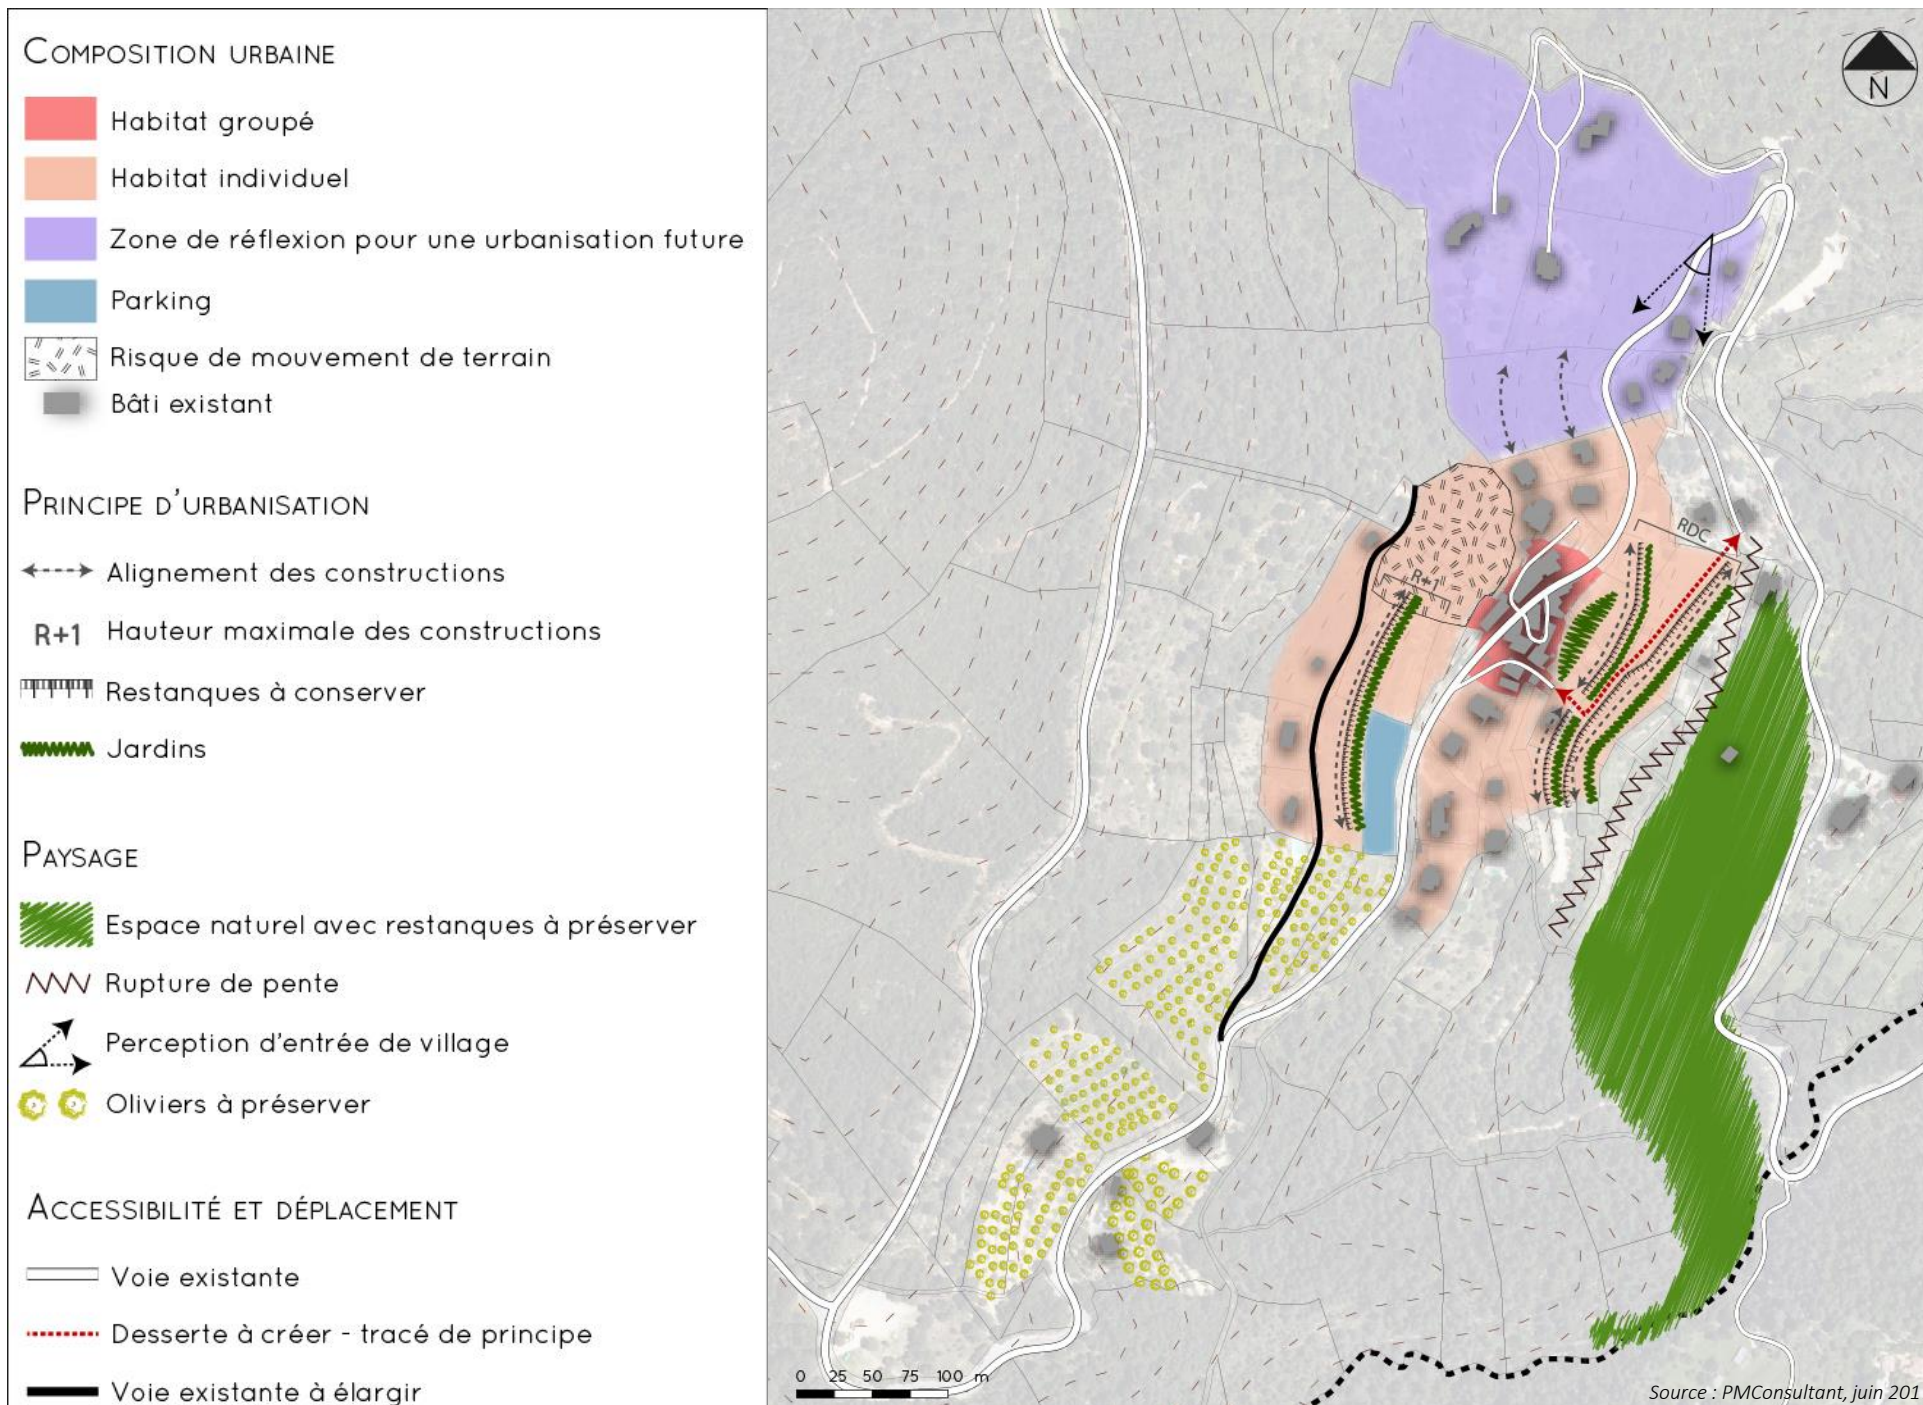 COMPOSITION URBAINE
Habitat groupé
Habitat individuel
Zone de réflexion pour une urbanisation future
Parking
Risque de mouvement de terrain
Bâti existant
PRINCIPE D'URBANISATION
Alignement des constructions
R+1 Hauteur maximale des constructions
Restanques à conserver
Jardins
PAYSAGE
Espace naturel avec restanques à préserver
Rupture de pente
Perception d'entrée de village
Oliviers à préserver
ACCESSIBILITÉ ET DÉPLACEMENT
Voie existante
Desserte à créer - tracé de principe
Voie existante à élargir
N
RDC
R+1
0 25 50 75 100 m
Source : PMConsultant, juin 201